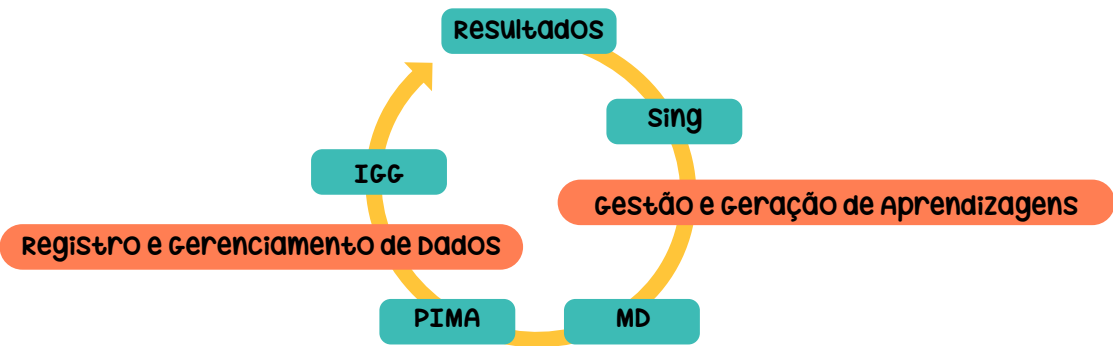 Resultados
Sing
Gestão e Geração de Aprendizagens
MD
PIMA
Registro e Gerenciamento de Dados
IGG